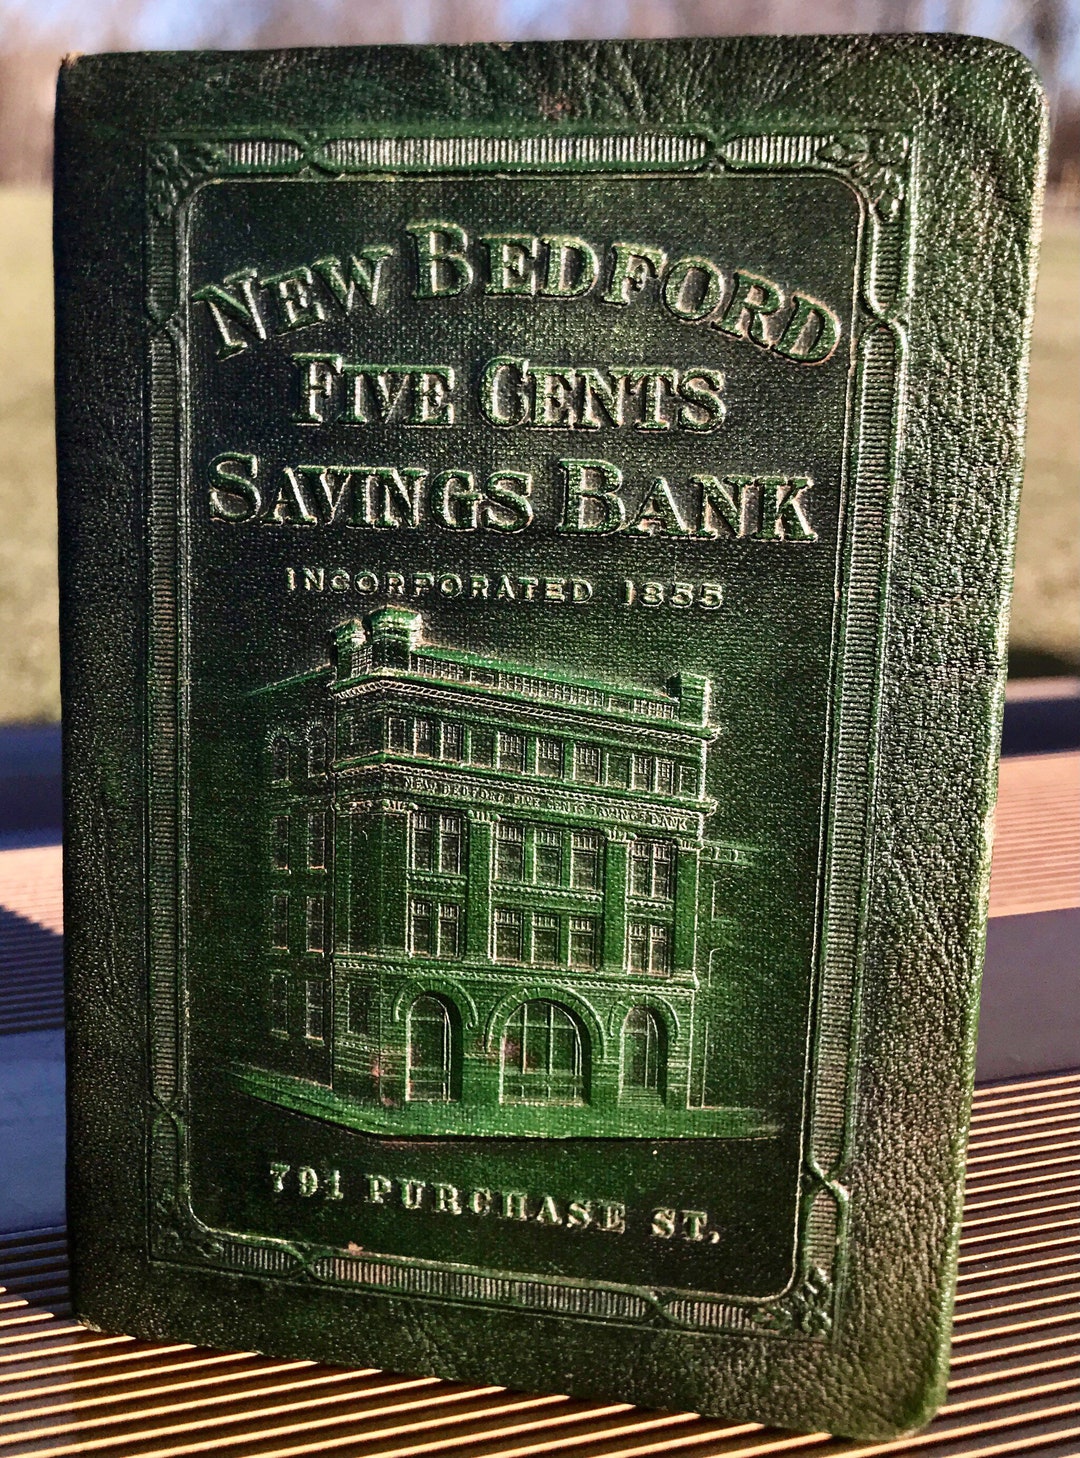 NEW BEDFORD
FIVE CENTS
SAVINGS BANK
INCORPORATED 1855
NEW BEDFORD FIVE CENTS SAVINGS BANK
791 PURCHASE ST.